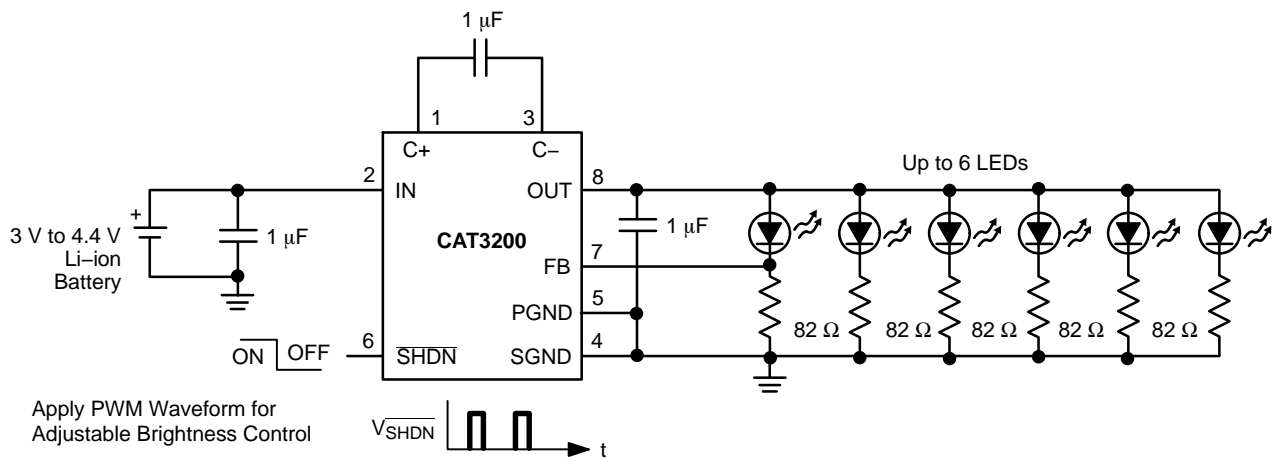 1 μF
1
3
C+
C−
2
IN
OUT
8
Up to 6 LEDs
+
3 V to 4.4 V
Li−ion
Battery
1 μF
CAT3200
1 μF
FB
7
PGND
5
82 Ω
82 Ω
82 Ω
82 Ω
82 Ω
ON
OFF
6
SHDN
SGND
4
Apply PWM Waveform for
Adjustable Brightness Control
VSHDN
t